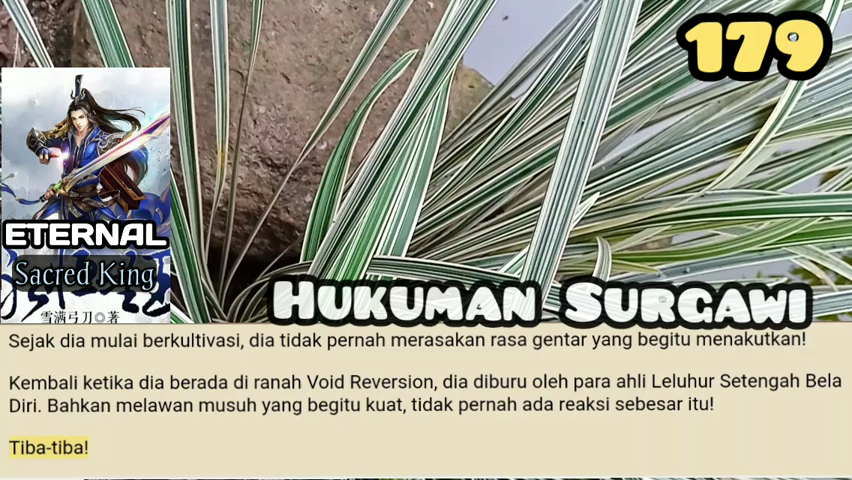 179
ETERNAL
Sacred King
雪满弓刀◎著
HUKUMAN SURGAWI
Sejak dia mulai berkultivasi, dia tidak pernah merasakan rasa gentar yang begitu menakutkan!
Kembali ketika dia berada di ranah Void Reversion, dia diburu oleh para ahli Leluhur Setengah Bela
Diri. Bahkan melawan musuh yang begitu kuat, tidak pernah ada reaksi sebesar itu!
Tiba-tiba!